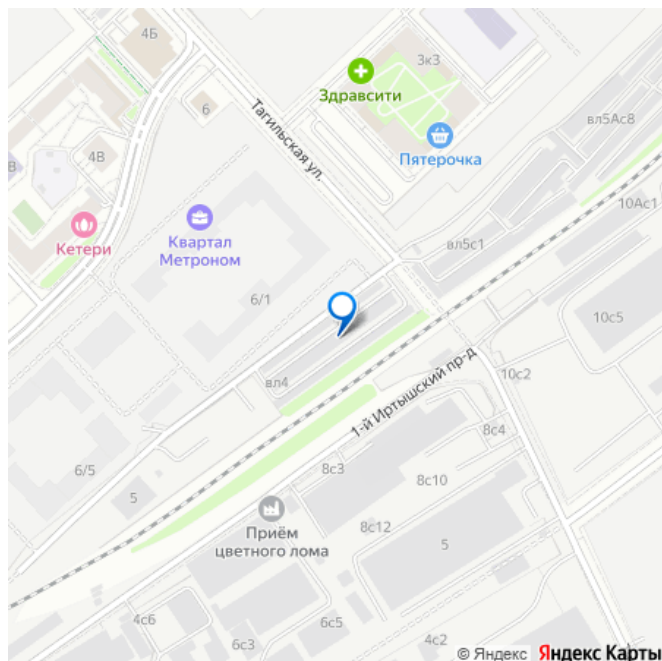 4Б
3к3
Здравсити
6
Тагильская ул.
вл5Ас8
Пятерочка
4В
В
10Ас1
Кетери
Квартал
Метроном
вл5с1
6/1
10с5
вл4
1-й Иртышский пр-д
10с2
8с4
6/5
8с3
8с10
5
Приём
цветного лома
8с12
5
4с6
6с5
6с3
4с2
© Яндекс Яндекс Карты